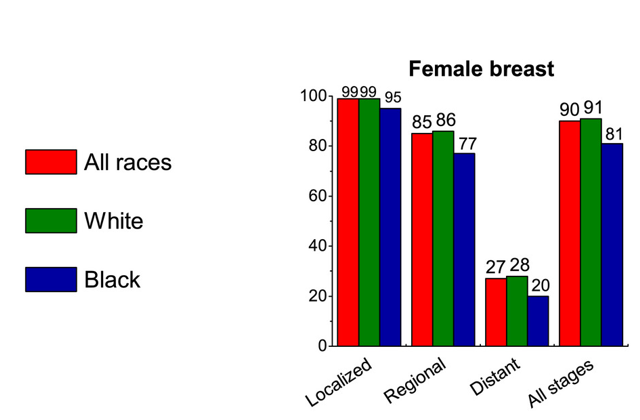 Female breast
All races
White
Black
100
80
60
40
20
0
99 99 95
85 86 77
27 28 20
90 91 81
Localized
Regional
Distant
All stages